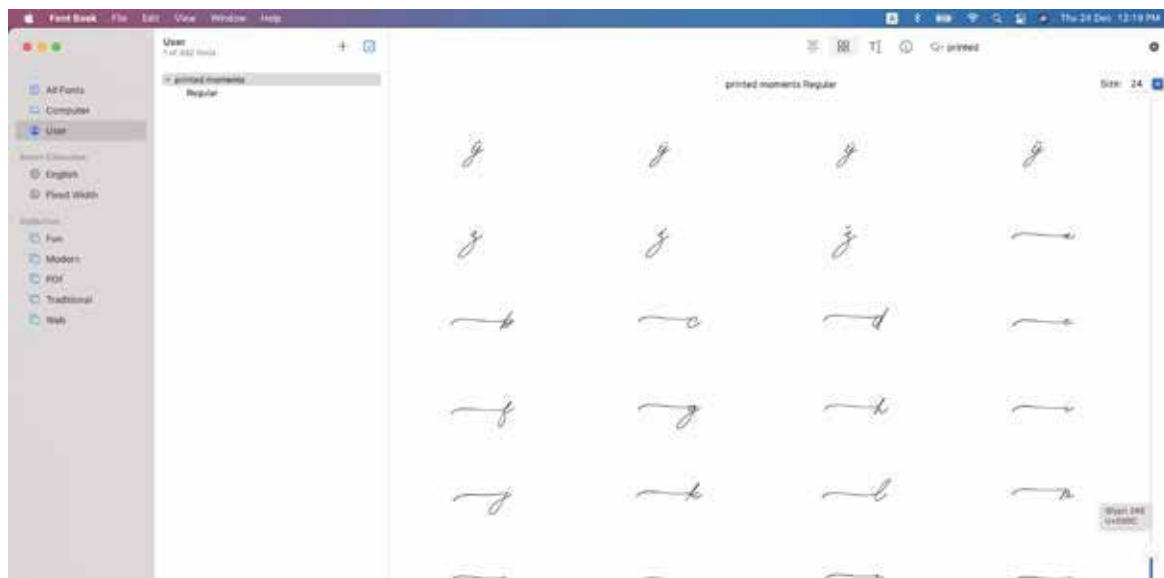 Font Book File Edit View Window Help
Thu 24 Dec 12:19 PM
User
printed
All Fonts
Computer
User
English
Fixed Width
Fun
Modern
PDF
Traditional
Web
printed moments
Regular
printed moments Regular
Size: 24
ÿ ÿ ÿ
z ź ž a
b c d e
f g h i
j k l